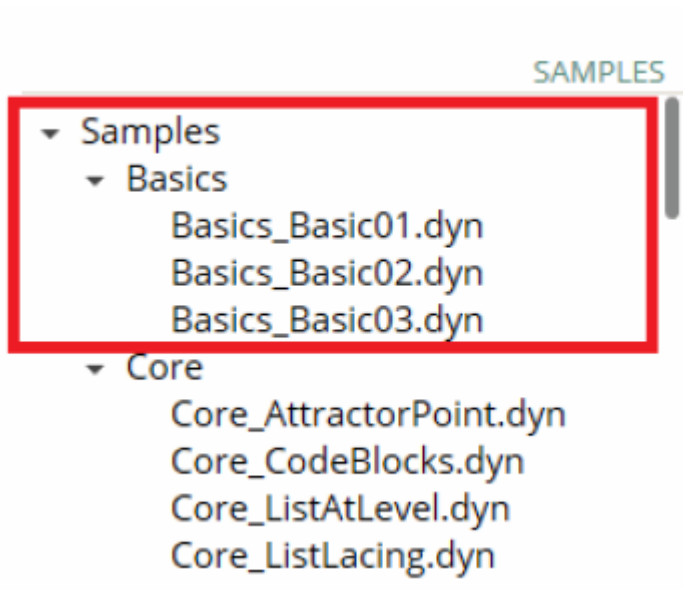 SAMPLES
Samples
Basics
Basics_Basic01.dyn
Basics_Basic02.dyn
Basics_Basic03.dyn
Core
Core_AttractorPoint.dyn
Core_CodeBlocks.dyn
Core_ListAtLevel.dyn
Core_ListLacing.dyn